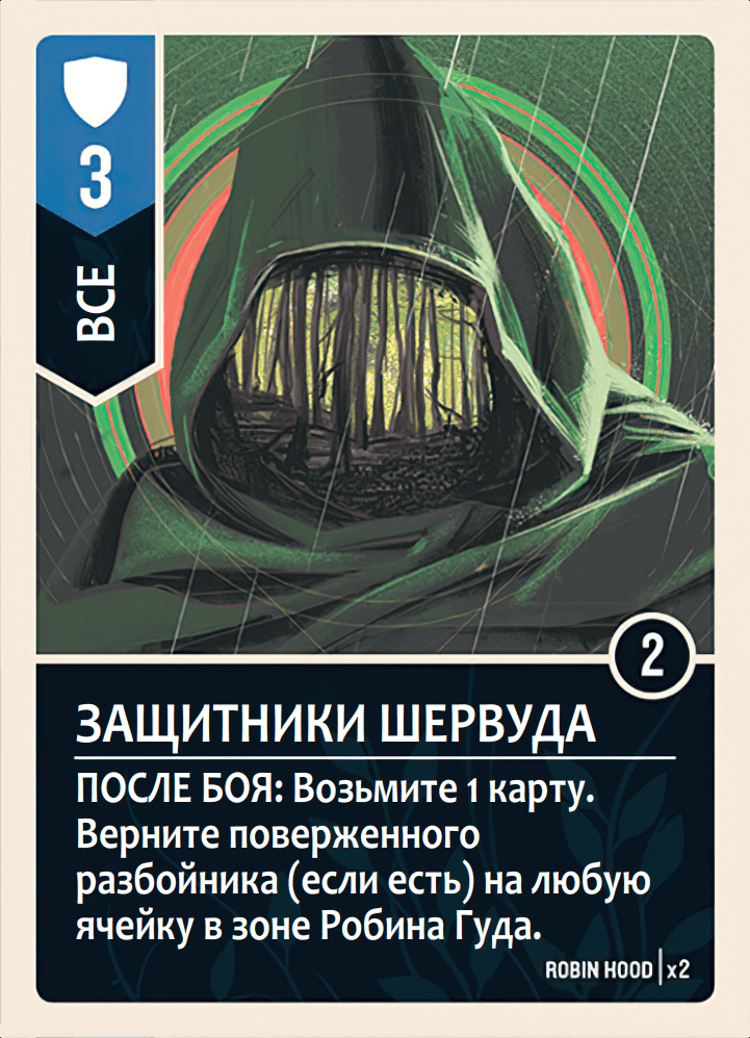 3
ВСЕ
2
ЗАЩИТНИКИ ШЕРВУДА
ПОСЛЕ БОЯ: Возьмите 1 карту.
Верните поверженного
разбойника (если есть) на любую
ячейку в зоне Робина Гуда.
ROBIN HOOD | x2